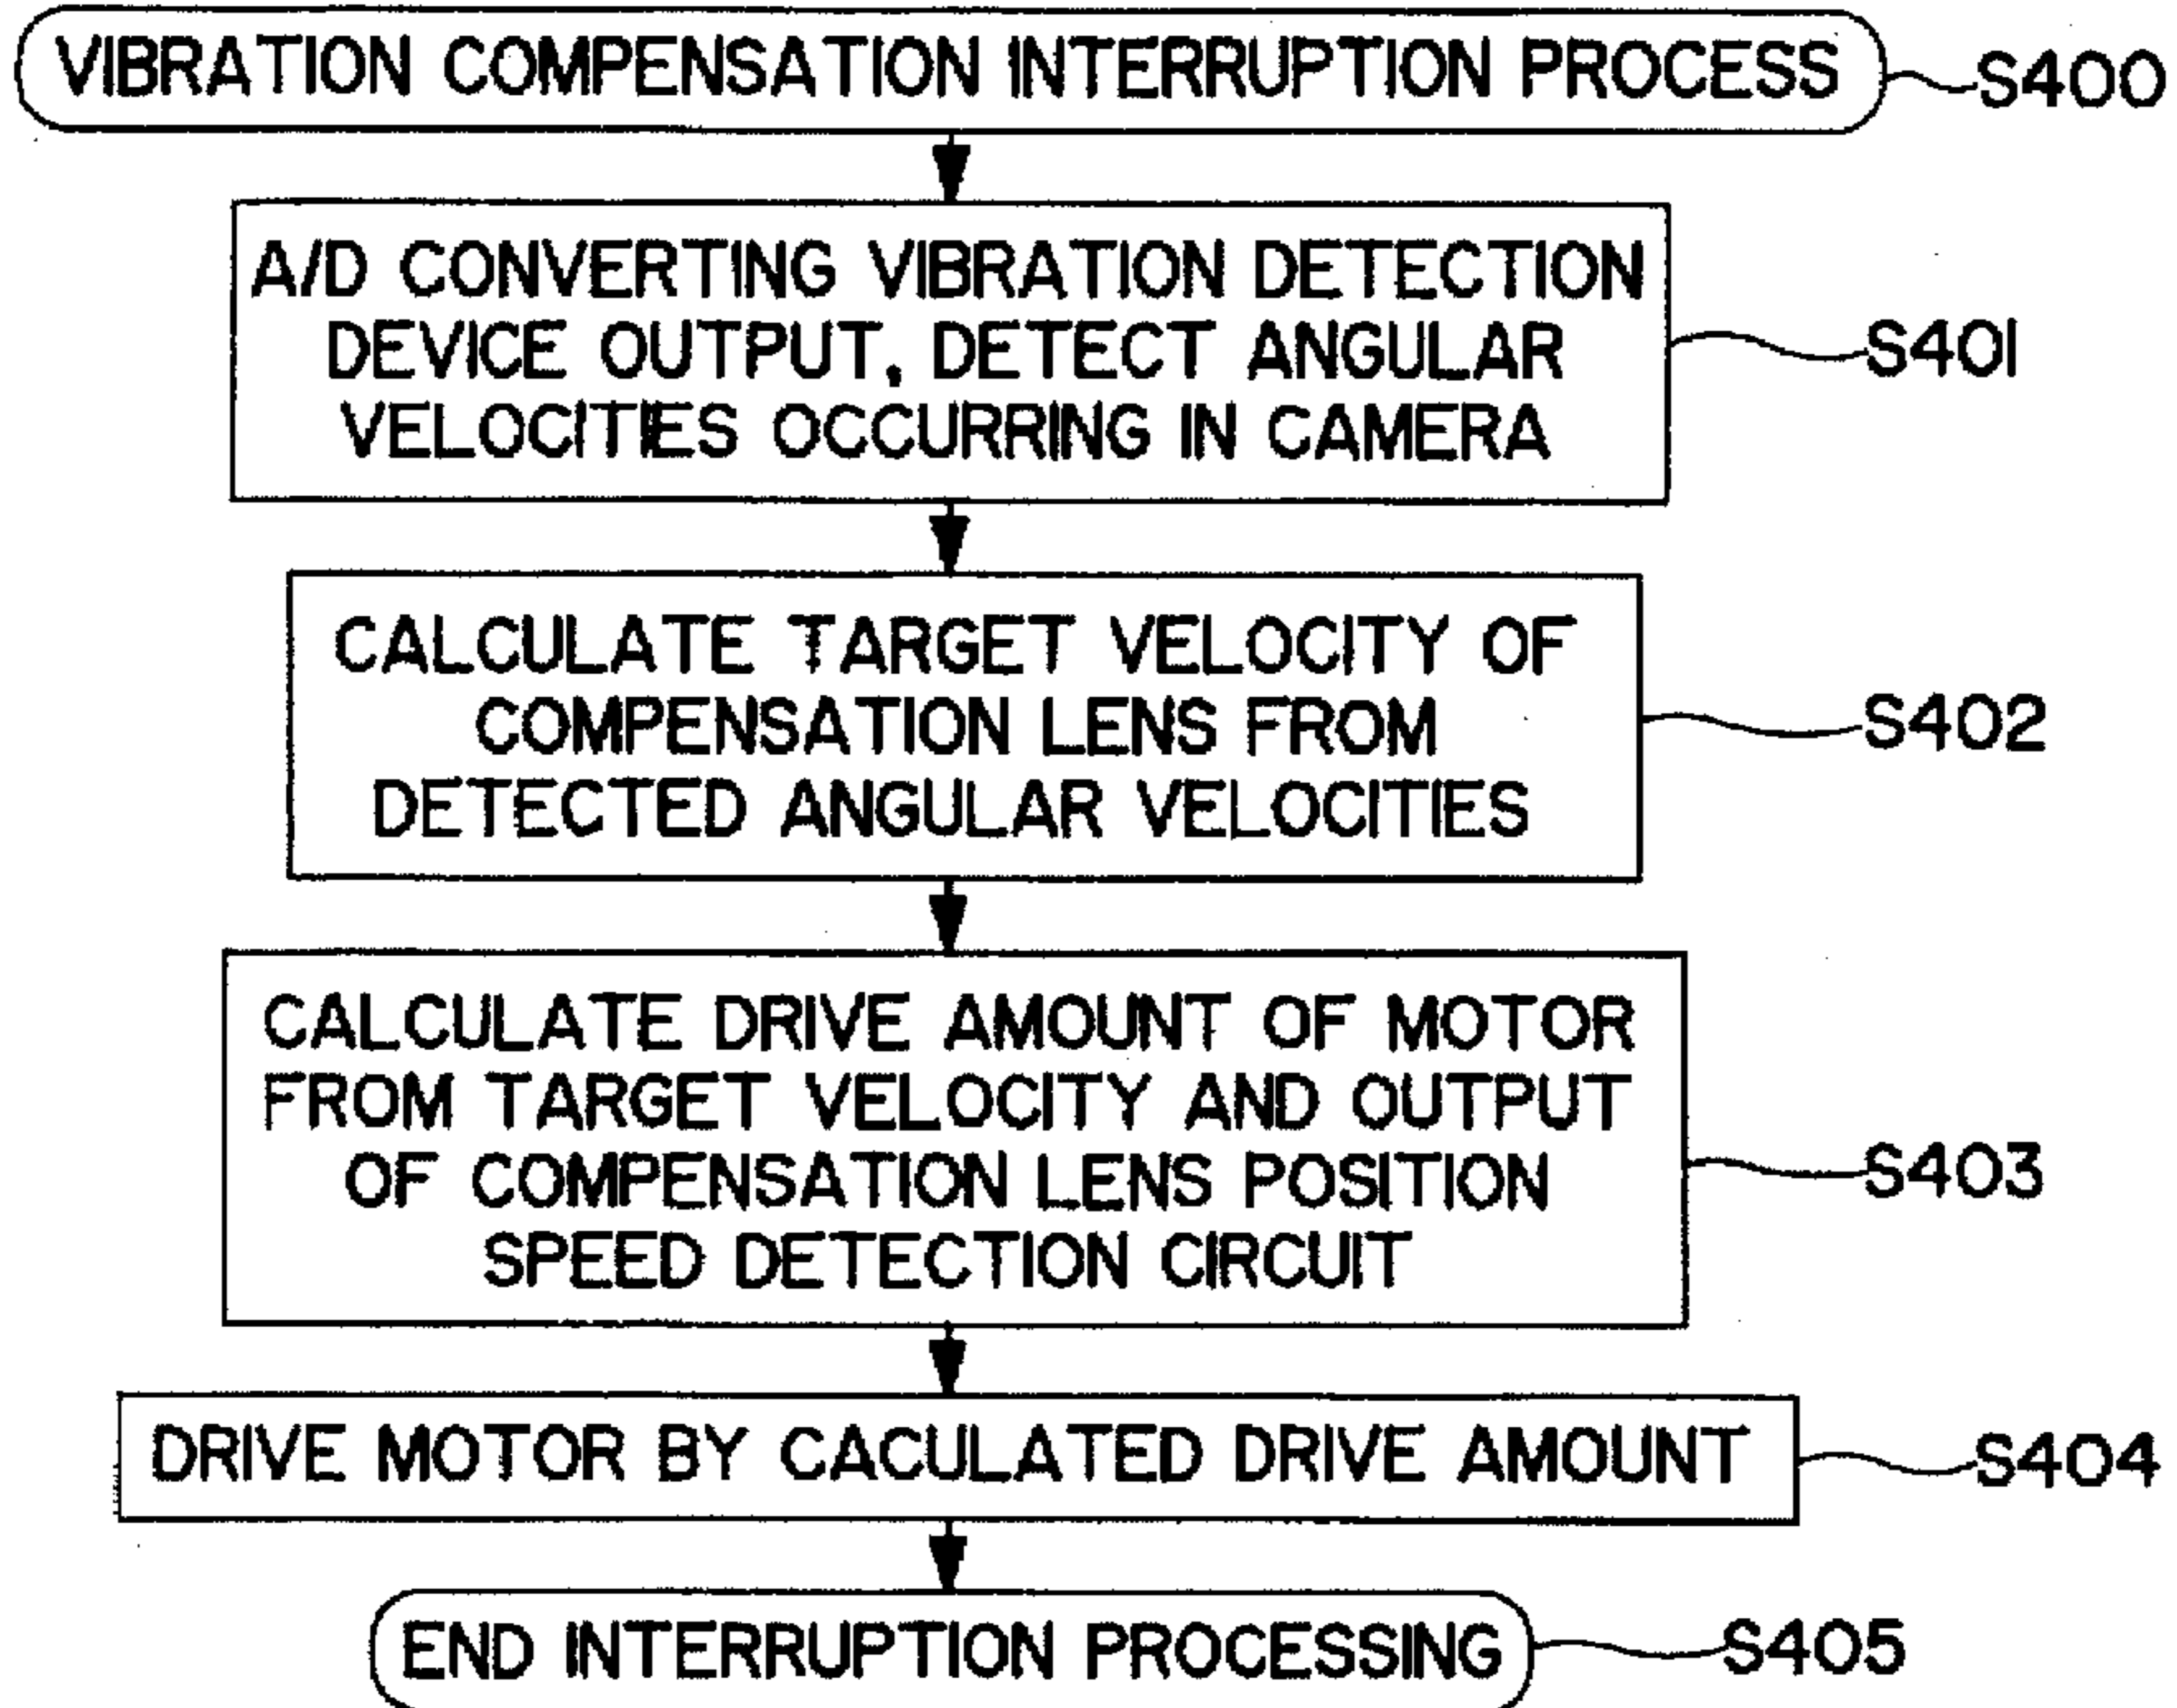 VIBRATION COMPENSATION INTERRUPTION PROCESS S400
A/D CONVERTING VIBRATION DETECTION
DEVICE OUTPUT, DETECT ANGULAR S401
VELOCITIES OCCURRING IN CAMERA
CALCULATE TARGET VELOCITY OF
COMPENSATION LENS FROM S402
DETECTED ANGULAR VELOCITIES
CALCULATE DRIVE AMOUNT OF MOTOR
FROM TARGET VELOCITY AND OUTPUT
OF COMPENSATION LENS POSITION S403
SPEED DETECTION CIRCUIT
DRIVE MOTOR BY CACULATED DRIVE AMOUNT S404
END INTERRUPTION PROCESSING S405